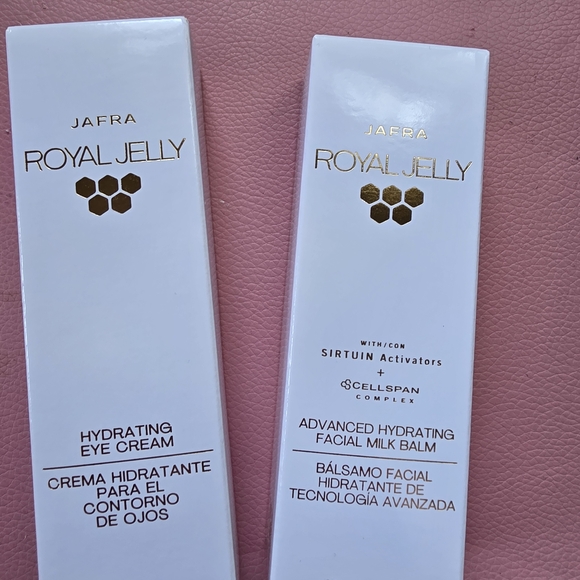 JAFRA
ROYAL JELLY
HYDRATING
EYE CREAM
CREMA HIDRATANTE
PARA EL
CONTORNO
DE OJOS
JAFRA
ROYAL JELLY
WITH/CON
SIRTUIN Activators
+
CELLSPAN
COMPLEX
ADVANCED HYDRATING
FACIAL MILK BALM
BÁLSAMO FACIAL
HIDRATANTE DE
TECNOLOGÍA AVANZADA